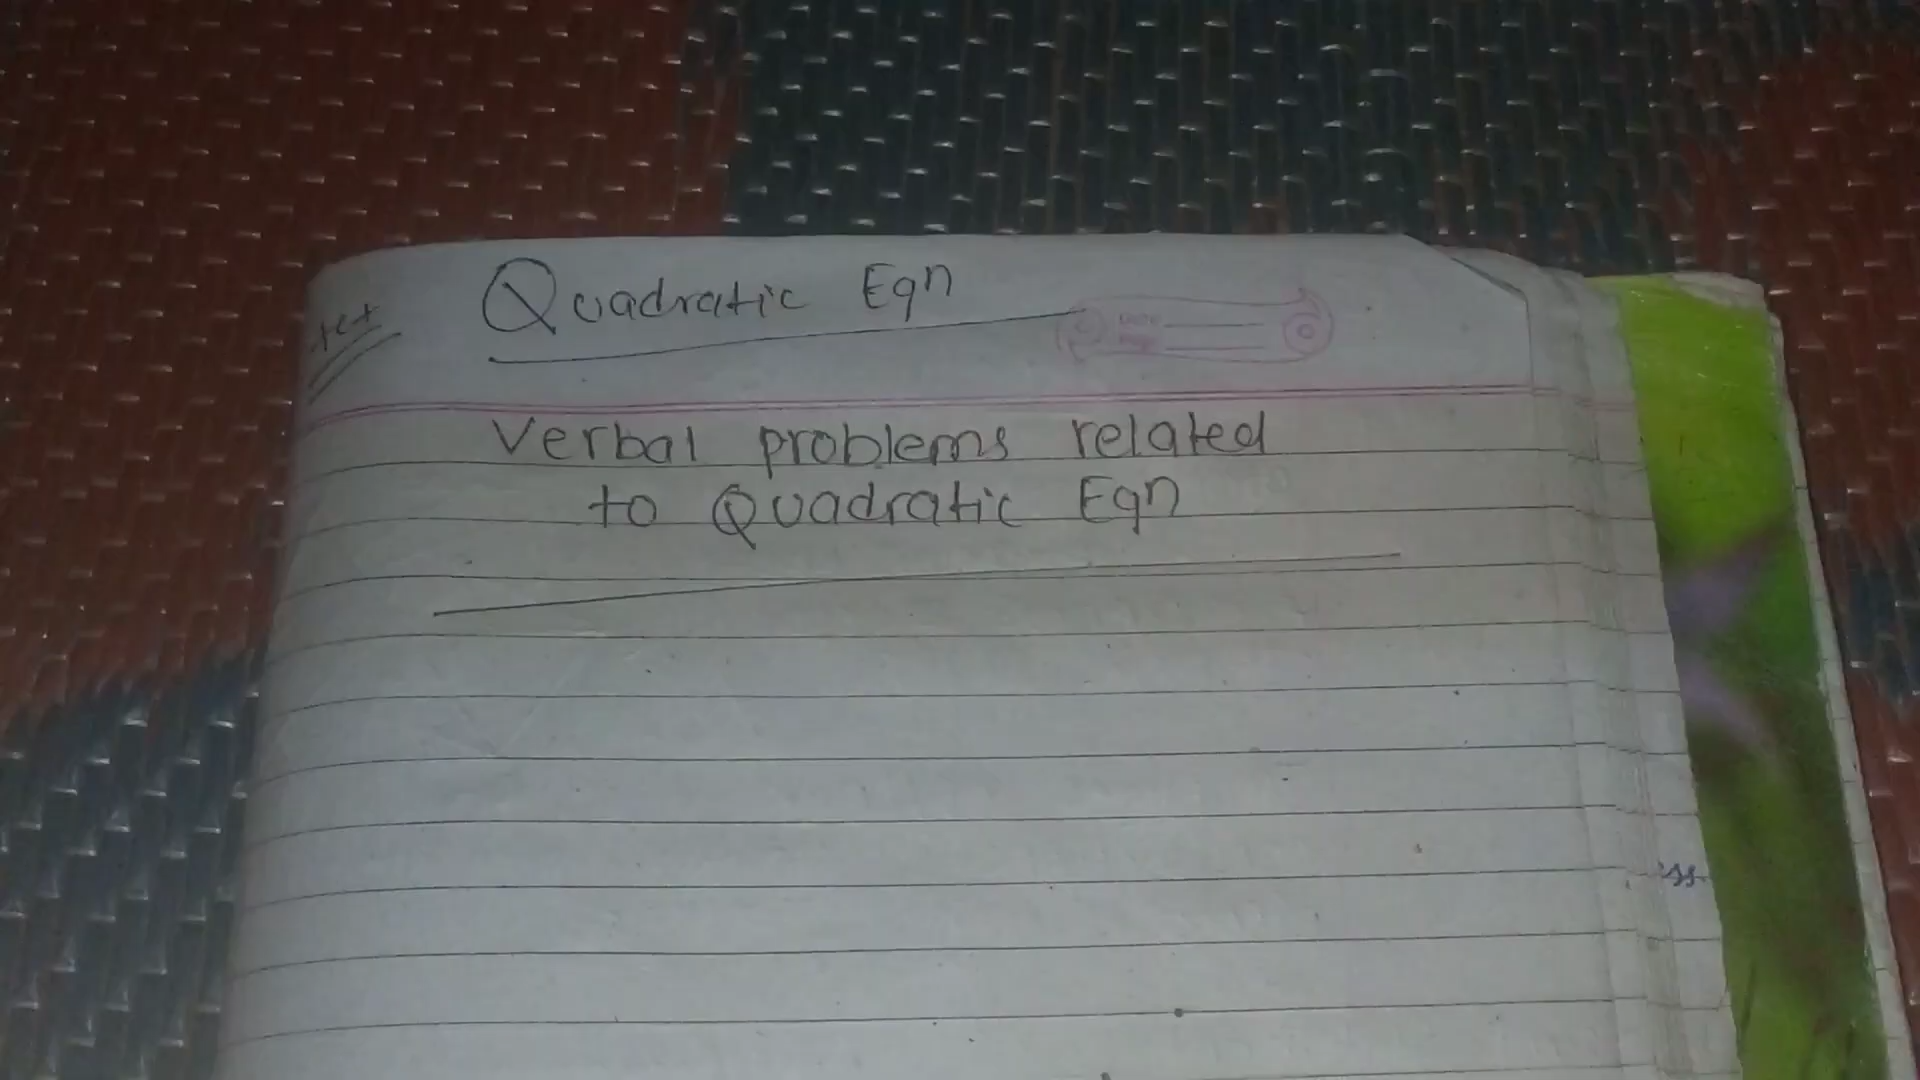 Quadratic Eqn
Verbal problems related
to Quadratic Eqn